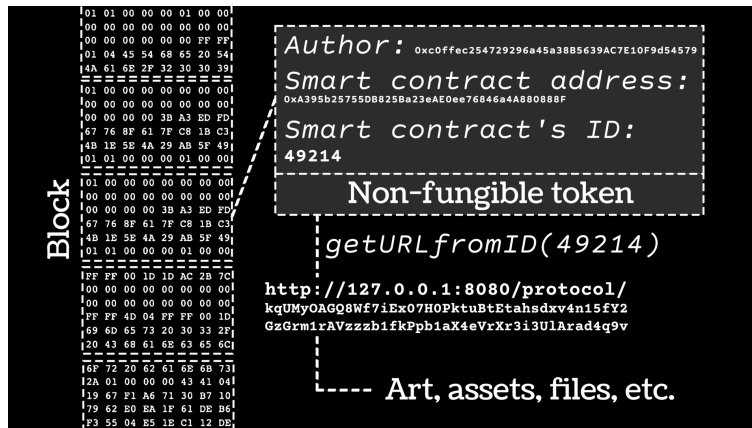 01 01 00 00 00 01 00 00
00 00 00 00 00 00 00 00
00 00 00 00 00 00 FF FF
01 04 45 54 68 65 20 54
4A 61 6E 2F 32 30 30 39
01 00 00 00 00 00 00 00
00 00 00 00 00 00 00 00
00 00 00 00 3B A3 ED FD
67 76 8F 61 7F C8 1B C3
4B 1E 5E 4A 29 AB 5F 49
01 01 00 00 00 01 00 00
01 00 00 00 00 00 00 00
00 00 00 00 00 00 00 00
00 00 00 00 3B A3 ED FD
67 76 8F 61 7F C8 1B C3
4B 1E 5E 4A 29 AB 5F 49
01 01 00 00 00 01 00 00
FF FF 00 1D 1D AC 2B 7C
00 00 00 00 00 00 00 00
00 00 00 00 00 00 00 00
FF FF 4D 04 FF FF 00 1D
69 6D 65 73 20 30 33 2F
20 43 68 61 6E 63 65 6C
6F 72 20 62 61 6E 6B 73
2A 01 00 00 00 43 41 04
19 67 F1 A6 71 30 B7 10
79 62 E0 EA 1F 61 DE B6
F3 55 04 E5 1E C1 12 DE
Block
Author: 0xc0ffec254729296a45a38B5639AC7E10F9d54579
Smart contract address:
0xA395b25755DB825Ba23eAE0ee76846a4A880888F
Smart contract's ID:
49214
Non-fungible token
getURLfromID(49214)
http://127.0.0.1:8080/protocol/
kqUMyOAGQ8Wf7iEx07H0PktuBtEtahsdxv4n15fY2
GzGrm1rAVzzzb1fkPpb1aX4eVrXr3i3UlArad4q9v
Art, assets, files, etc.